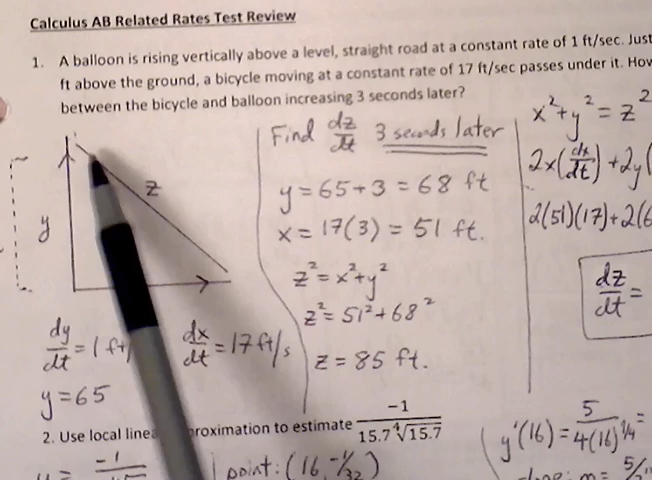 Calculus AB Related Rates Test Review
1. A balloon is rising vertically above a level, straight road at a constant rate of 1 ft/sec. Just
ft above the ground, a bicycle moving at a constant rate of 17 ft/sec passes under it. How
between the bicycle and balloon increasing 3 seconds later?
y
z
dy/dt = 1 ft/
dx/dt = 17 ft/s
y = 65
Find dz/dt 3 seconds later
y = 65+3 = 68 ft
x = 17(3) = 51 ft.
z² = x²+y²
z² = 51²+68²
z = 85 ft.
x²+y² = z²
2x(dx/dt)+2y(
2(51)(17)+2(6
dz/dt =
2. Use local linear approximation to estimate -1/(15.7 ∜15.7)
-1
point: (16, -1/32)
y'(16) = 5/(4(16)^(9/4)) =